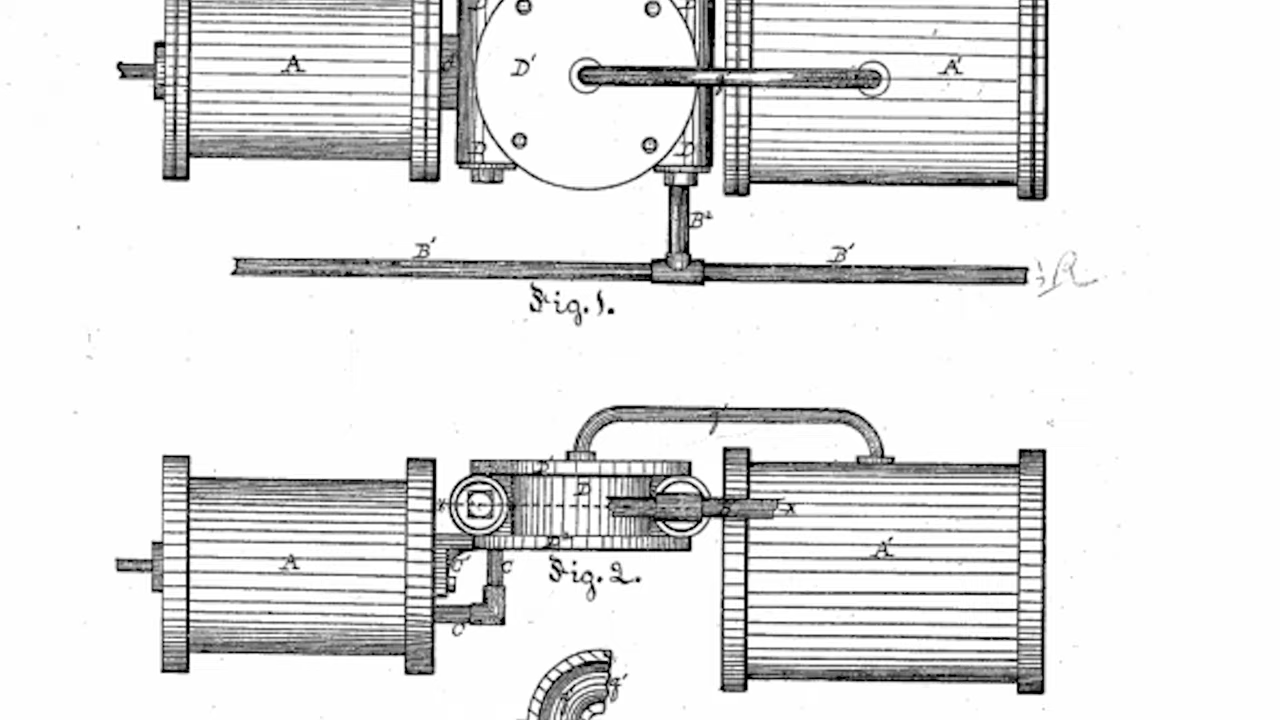 A D' A'
D D
B²
B' B'
R
Fig. 1.
f
B
A A'
C
Fig. 2.
C
g'